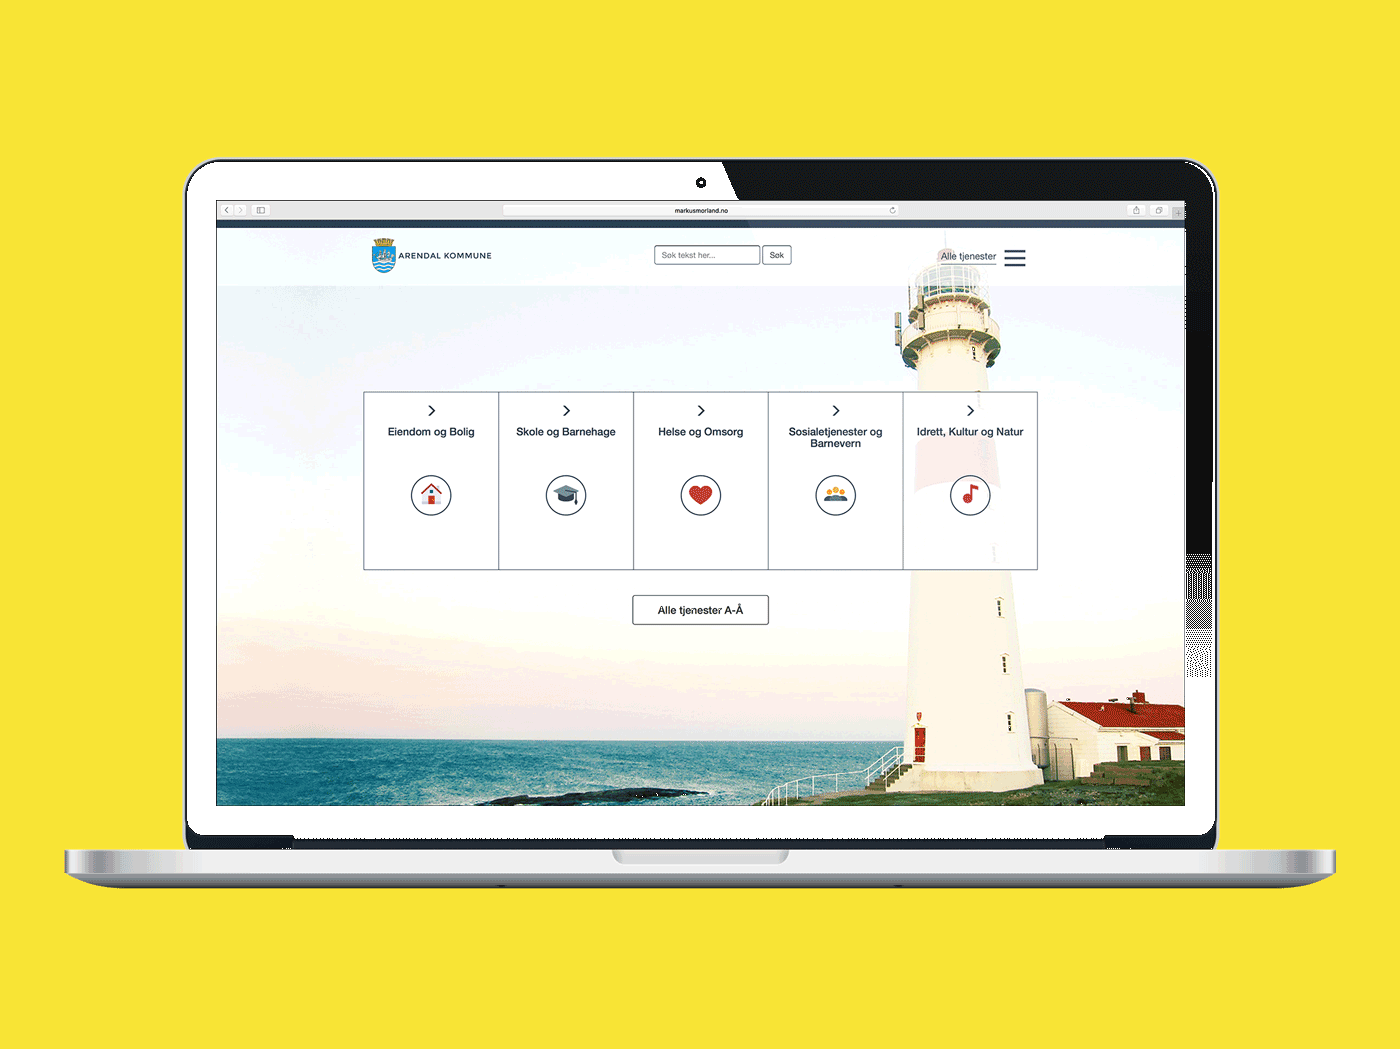 markusmorland.no
ARENDAL KOMMUNE
Søk tekst her...
Søk
Alle tjenester
Eiendom og Bolig
Skole og Barnehage
Helse og Omsorg
Sosialetjenester og
Barnevern
Idrett, Kultur og Natur
Alle tjenester A-Å